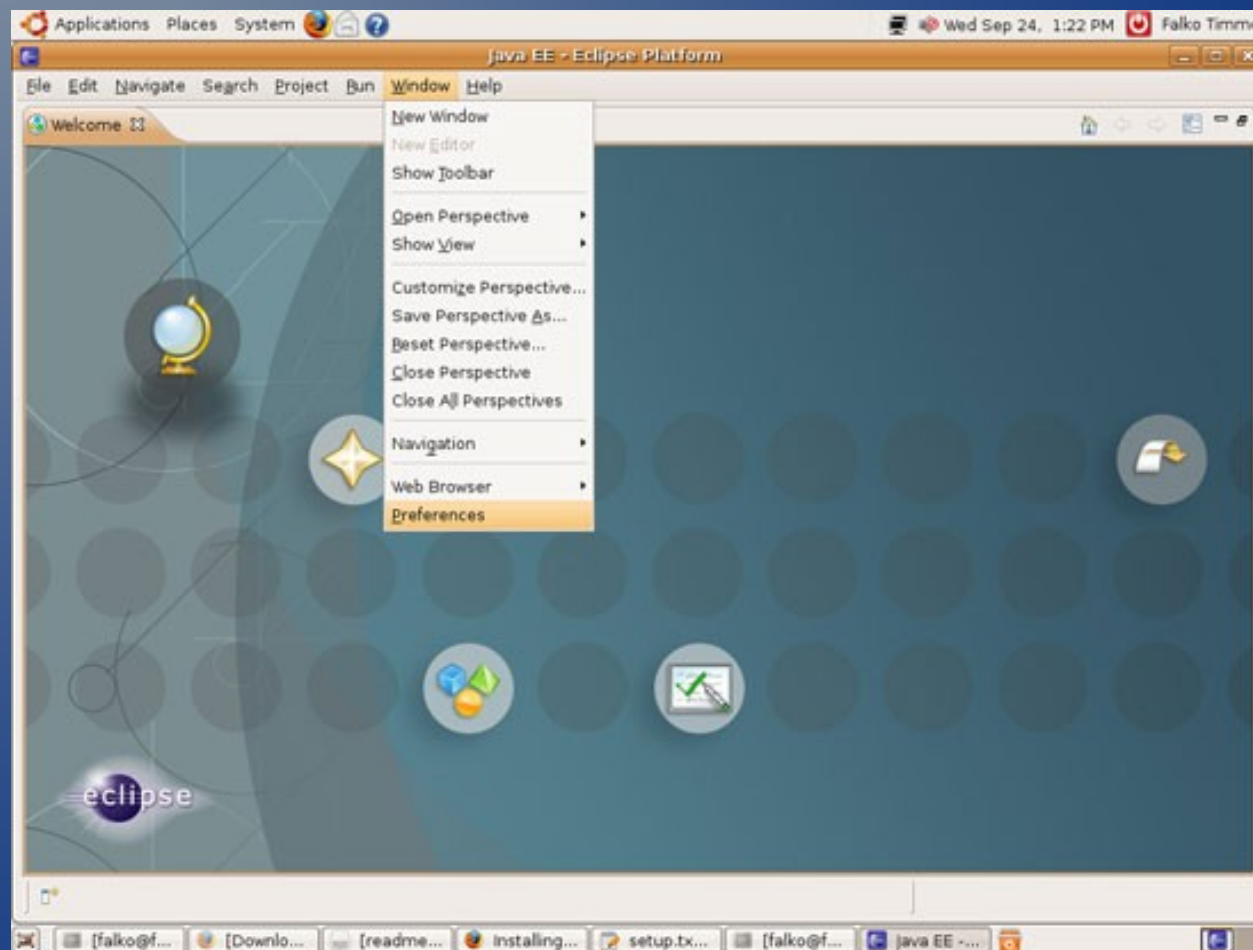 Applications Places System
Wed Sep 24, 1:22 PM Falko Timme
Java EE - Eclipse Platform
File Edit Navigate Search Project Run Window Help
Welcome
New Window
New Editor
Show Toolbar
Open Perspective
Show View
Customize Perspective...
Save Perspective As...
Reset Perspective...
Close Perspective
Close All Perspectives
Navigation
Web Browser
Preferences
eclipse
[falko@f... [Downlo... [readme... Installing... setup.tx... [falko@f... Java EE -...